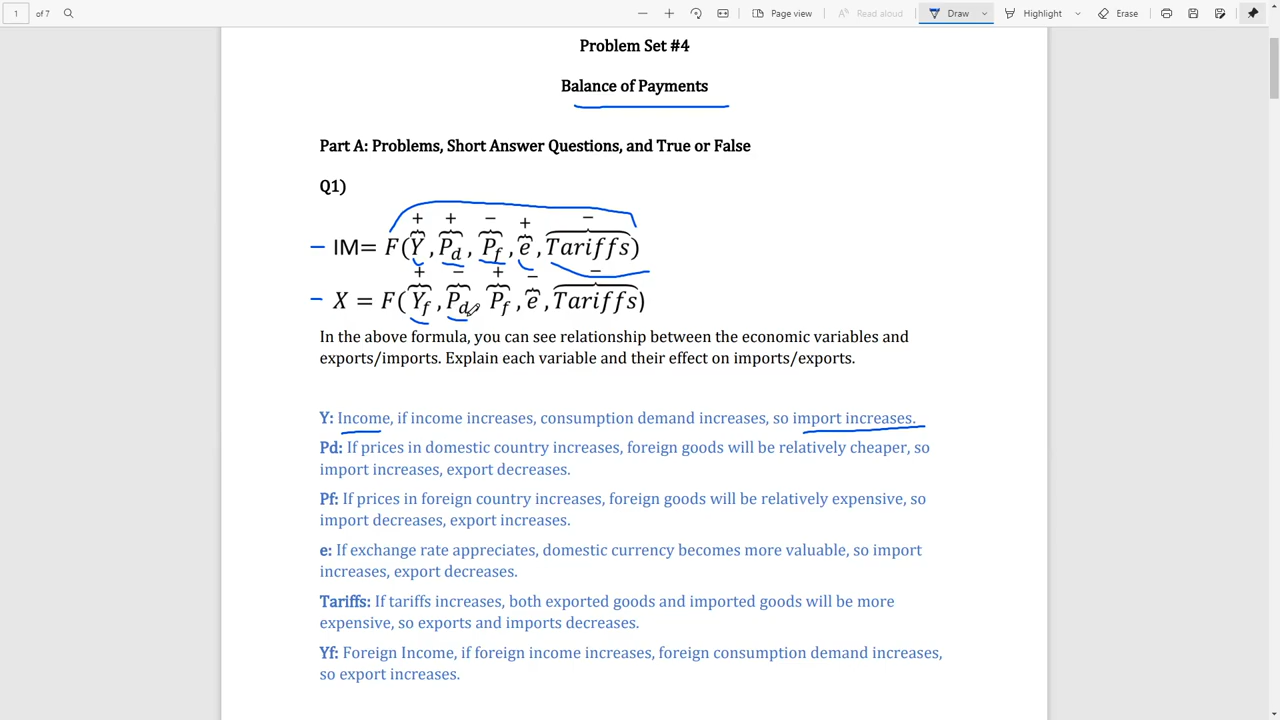 1 of 7 Page view Read aloud Draw Highlight Erase
Problem Set #4
Balance of Payments
Part A: Problems, Short Answer Questions, and True or False
Q1)
+ + − + −
− IM= F(Y, P_d, P_f, e, Tariffs)
+ − + − −
− X = F(Y_f, P_d, P_f, e, Tariffs)
In the above formula, you can see relationship between the economic variables and
exports/imports. Explain each variable and their effect on imports/exports.
Y: Income, if income increases, consumption demand increases, so import increases.
Pd: If prices in domestic country increases, foreign goods will be relatively cheaper, so
import increases, export decreases.
Pf: If prices in foreign country increases, foreign goods will be relatively expensive, so
import decreases, export increases.
e: If exchange rate appreciates, domestic currency becomes more valuable, so import
increases, export decreases.
Tariffs: If tariffs increases, both exported goods and imported goods will be more
expensive, so exports and imports decreases.
Yf: Foreign Income, if foreign income increases, foreign consumption demand increases,
so export increases.